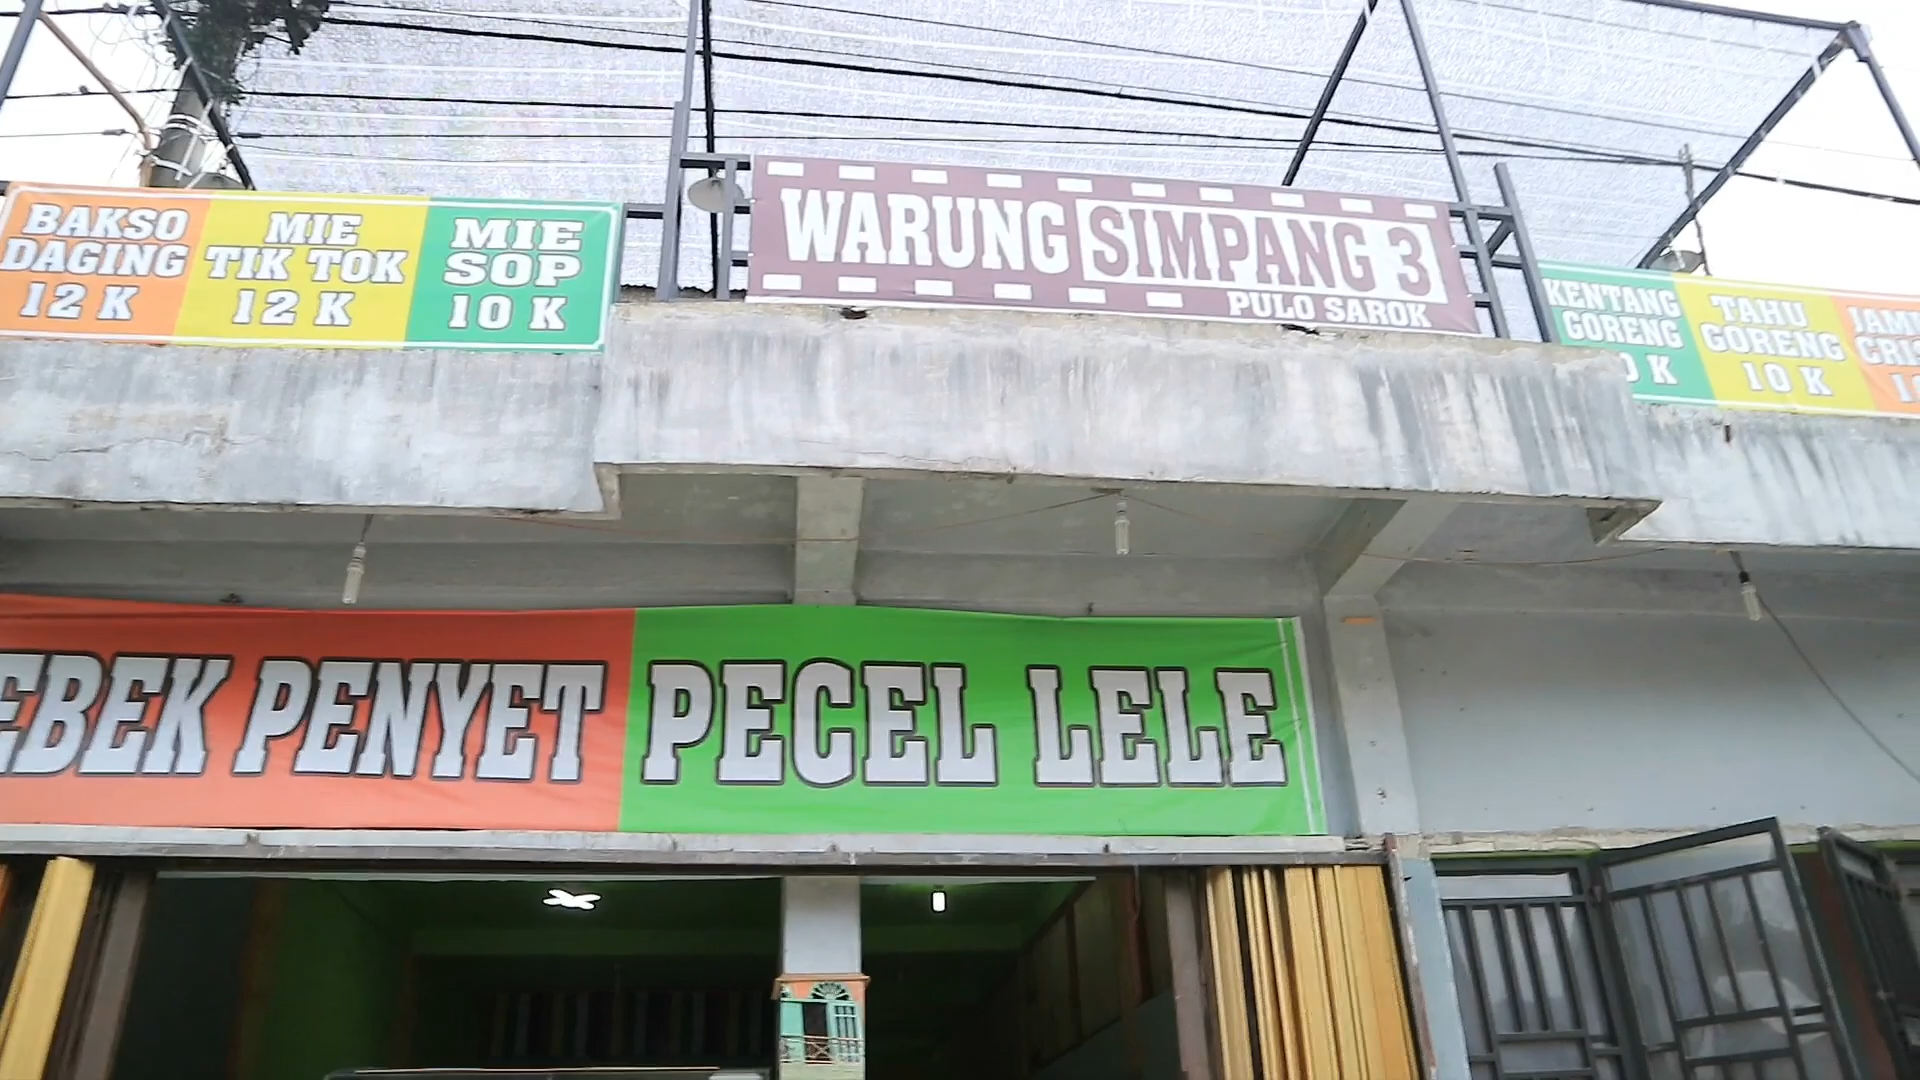 BAKSO
DAGING
12 K
MIE
TIK TOK
12 K
MIE
SOP
10 K
WARUNG SIMPANG 3
PULO SAROK
KENTANG
GORENG
K
TAHU
GORENG
10 K
PENYET
PECEL LELE